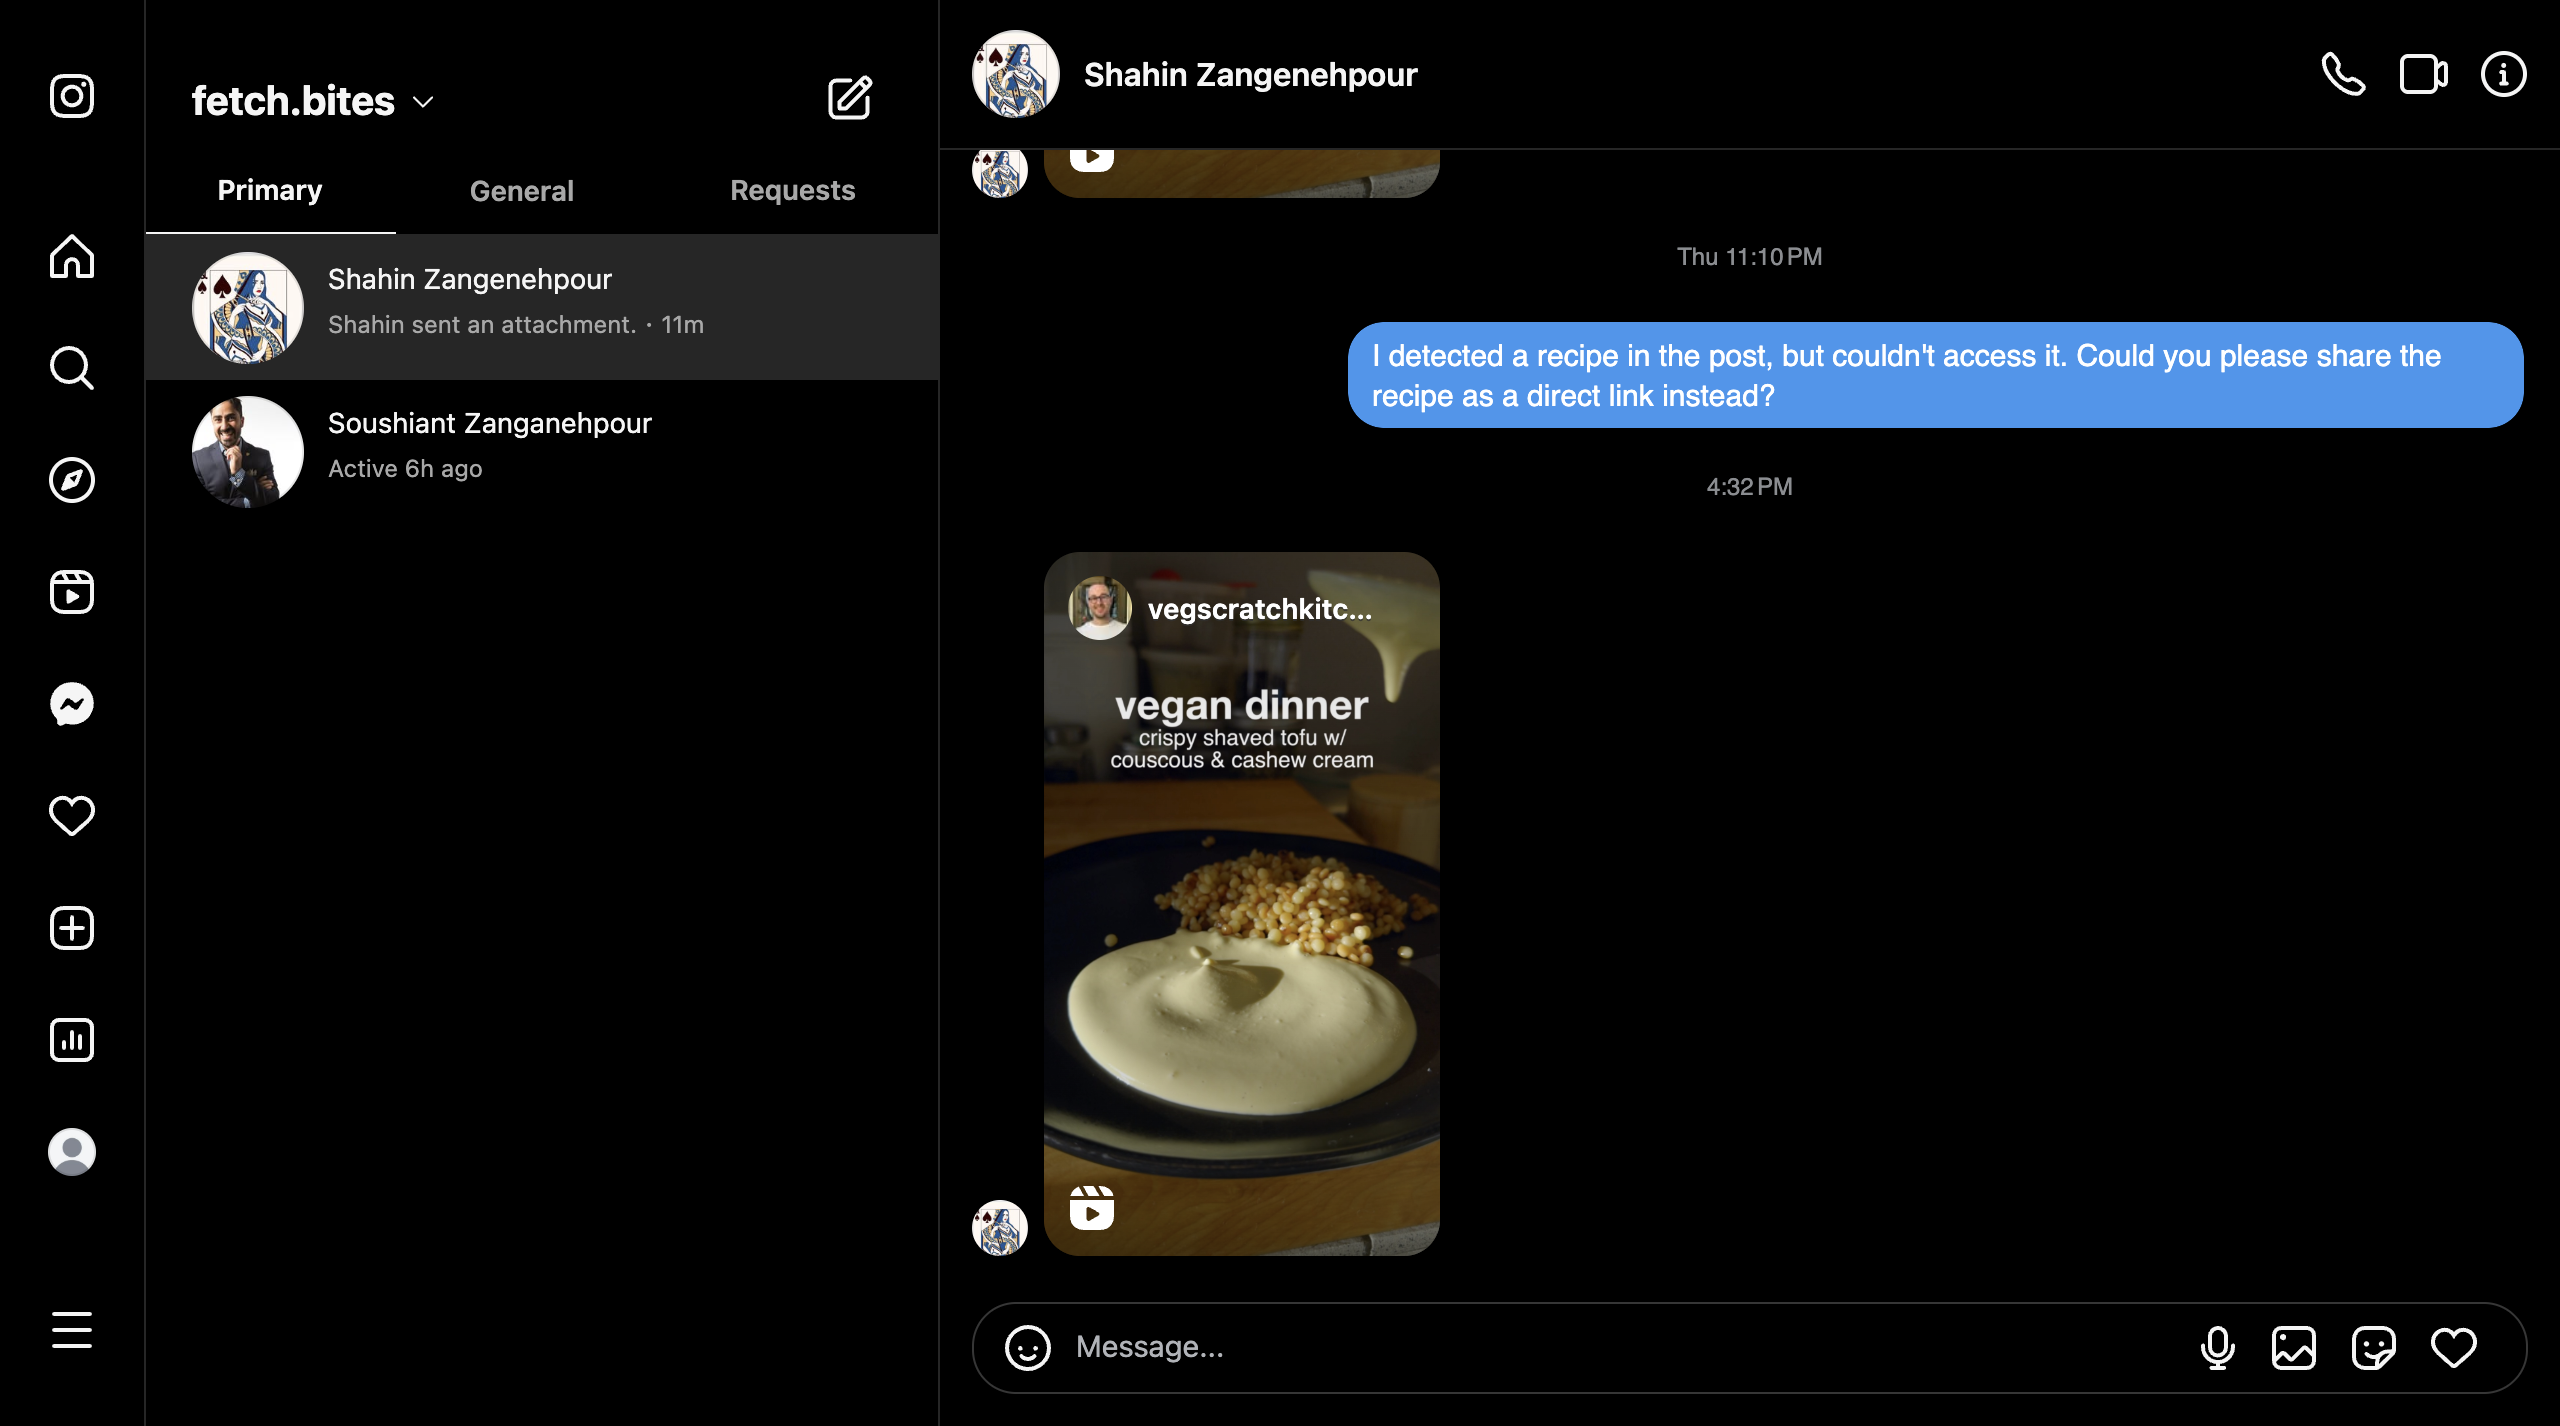 fetch.bites
Primary
General
Requests
Shahin Zangenehpour
Shahin sent an attachment. · 11m
Soushiant Zanganehpour
Active 6h ago
Shahin Zangenehpour
Thu 11:10 PM
I detected a recipe in the post, but couldn't access it. Could you please share the
recipe as a direct link instead?
4:32 PM
vegscratchkitc...
vegan dinner
crispy shaved tofu w/
couscous & cashew cream
Message...